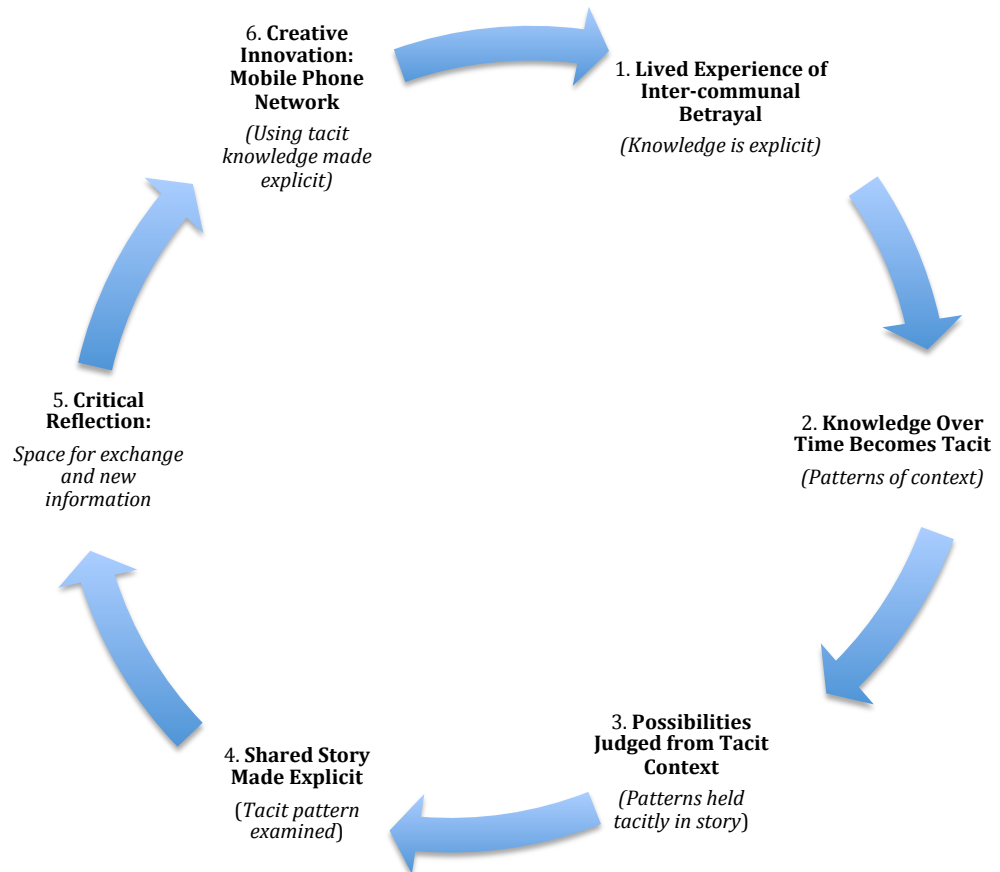 1. Lived Experience of
Inter-communal
Betrayal
(Knowledge is explicit)
2. Knowledge Over
Time Becomes Tacit
(Patterns of context)
3. Possibilities
Judged from Tacit
Context
(Patterns held
tacitly in story)
4. Shared Story
Made Explicit
(Tacit pattern
examined)
5. Critical
Reflection:
Space for exchange
and new
information
6. Creative
Innovation:
Mobile Phone
Network
(Using tacit
knowledge made
explicit)